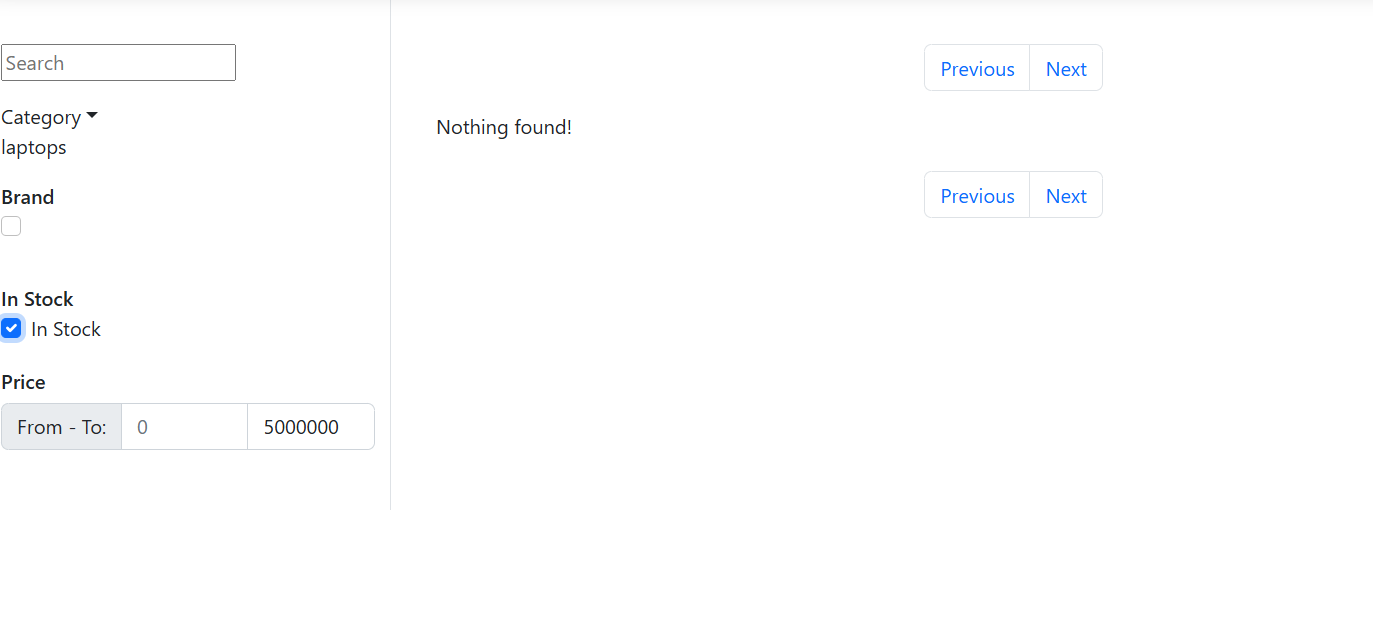 Search
Category
laptops
Brand
In Stock
In Stock
Price
From - To: 0 5000000
Previous Next
Nothing found!
Previous Next